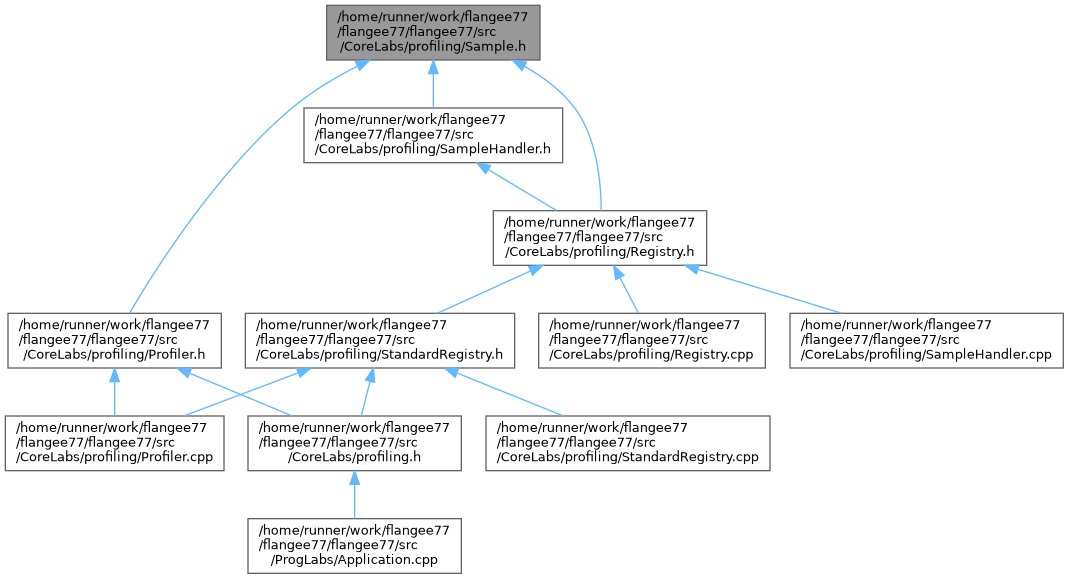 /home/runner/work/flangee77
/flangee77/flangee77/src
/CoreLabs/profiling/Sample.h
/home/runner/work/flangee77
/flangee77/flangee77/src
/CoreLabs/profiling/SampleHandler.h
/home/runner/work/flangee77
/flangee77/flangee77/src
/CoreLabs/profiling/Registry.h
/home/runner/work/flangee77
/flangee77/flangee77/src
/CoreLabs/profiling/Profiler.h
/home/runner/work/flangee77
/flangee77/flangee77/src
/CoreLabs/profiling/StandardRegistry.h
/home/runner/work/flangee77
/flangee77/flangee77/src
/CoreLabs/profiling/Registry.cpp
/home/runner/work/flangee77
/flangee77/flangee77/src
/CoreLabs/profiling/SampleHandler.cpp
/home/runner/work/flangee77
/flangee77/flangee77/src
/CoreLabs/profiling/Profiler.cpp
/home/runner/work/flangee77
/flangee77/flangee77/src
/CoreLabs/profiling.h
/home/runner/work/flangee77
/flangee77/flangee77/src
/CoreLabs/profiling/StandardRegistry.cpp
/home/runner/work/flangee77
/flangee77/flangee77/src
/ProgLabs/Application.cpp